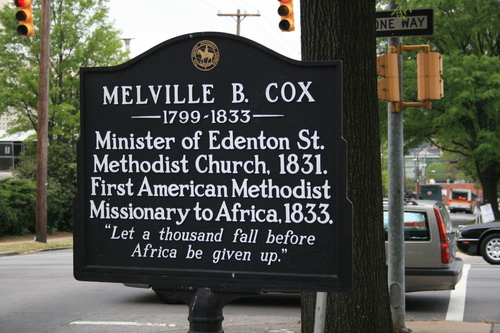 ONE WAY
MELVILLE B. COX
1799-1833
Minister of Edenton St.
Methodist Church, 1831.
First American Methodist
Missionary to Africa, 1833.
"Let a thousand fall before
Africa be given up."